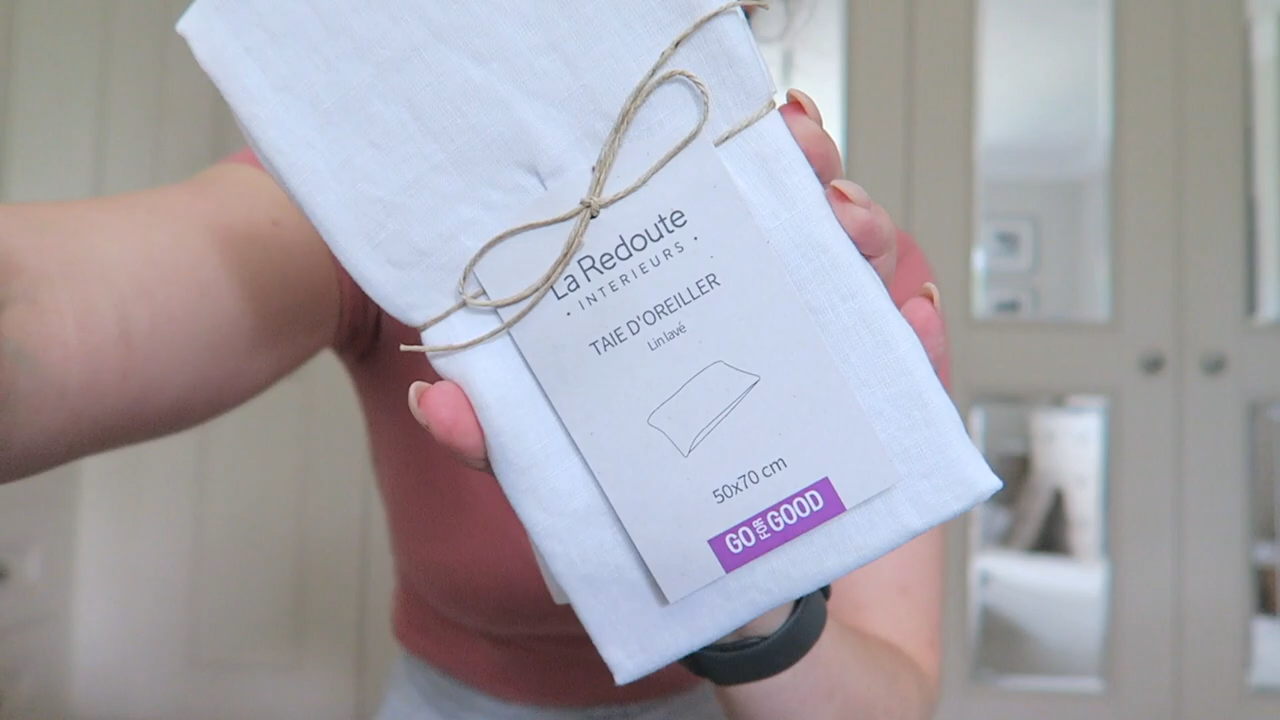 La Redoute
• INTERIEURS •
TAIE D'OREILLER
Lin lavé
50x70 cm
GO FOR GOOD